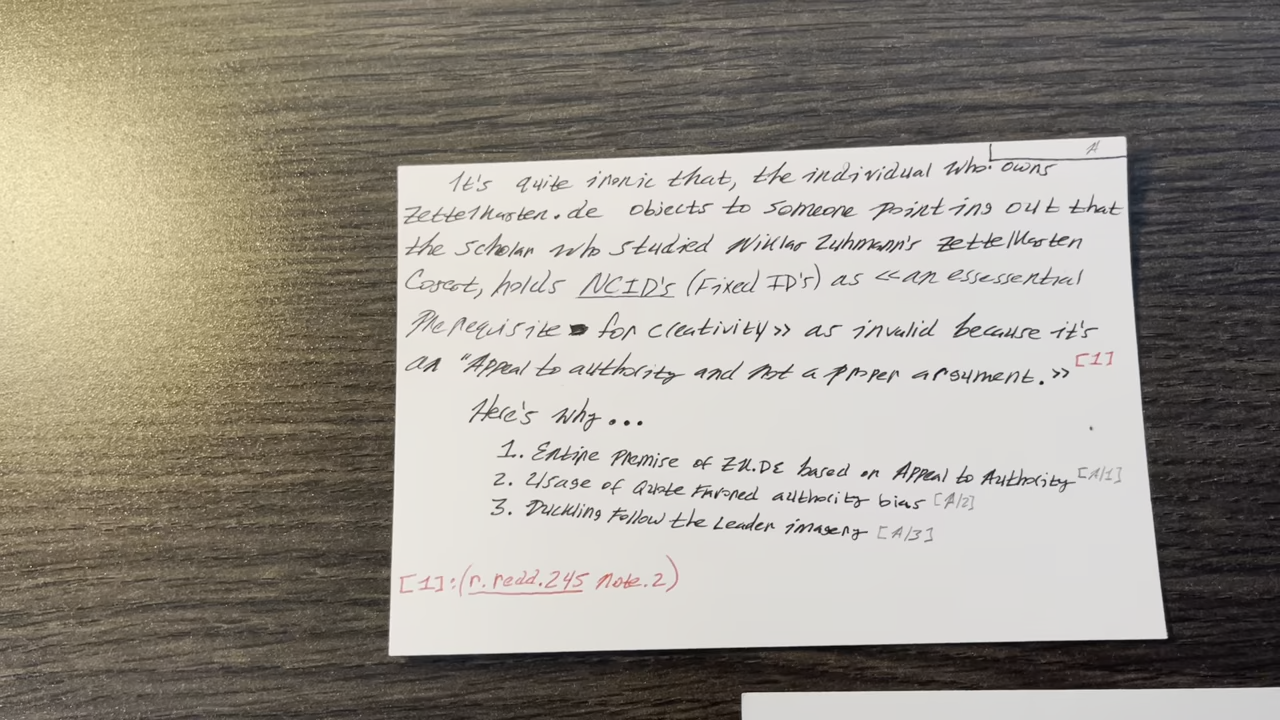 A
It's quite ironic that, the individual who owns
Zettelkasten.de objects to someone pointing out that
the scholar who studied Niklas Luhmann's Zettelkasten
, holds NCID's (Fixed ID's) as «an essessential
Prerequisite for creativity» as invalid because it's
an "Appeal to authority and not a proper argument.» [1]
Here's why...
1. Entire Premise of ZK.DE based on Appeal to Authority [A/1]
2. Usage of Quote Favored authority bias [A/2]
3. Duckling Follow the Leader imagery [A/3]
[1]:(r.redd.245 note.2)